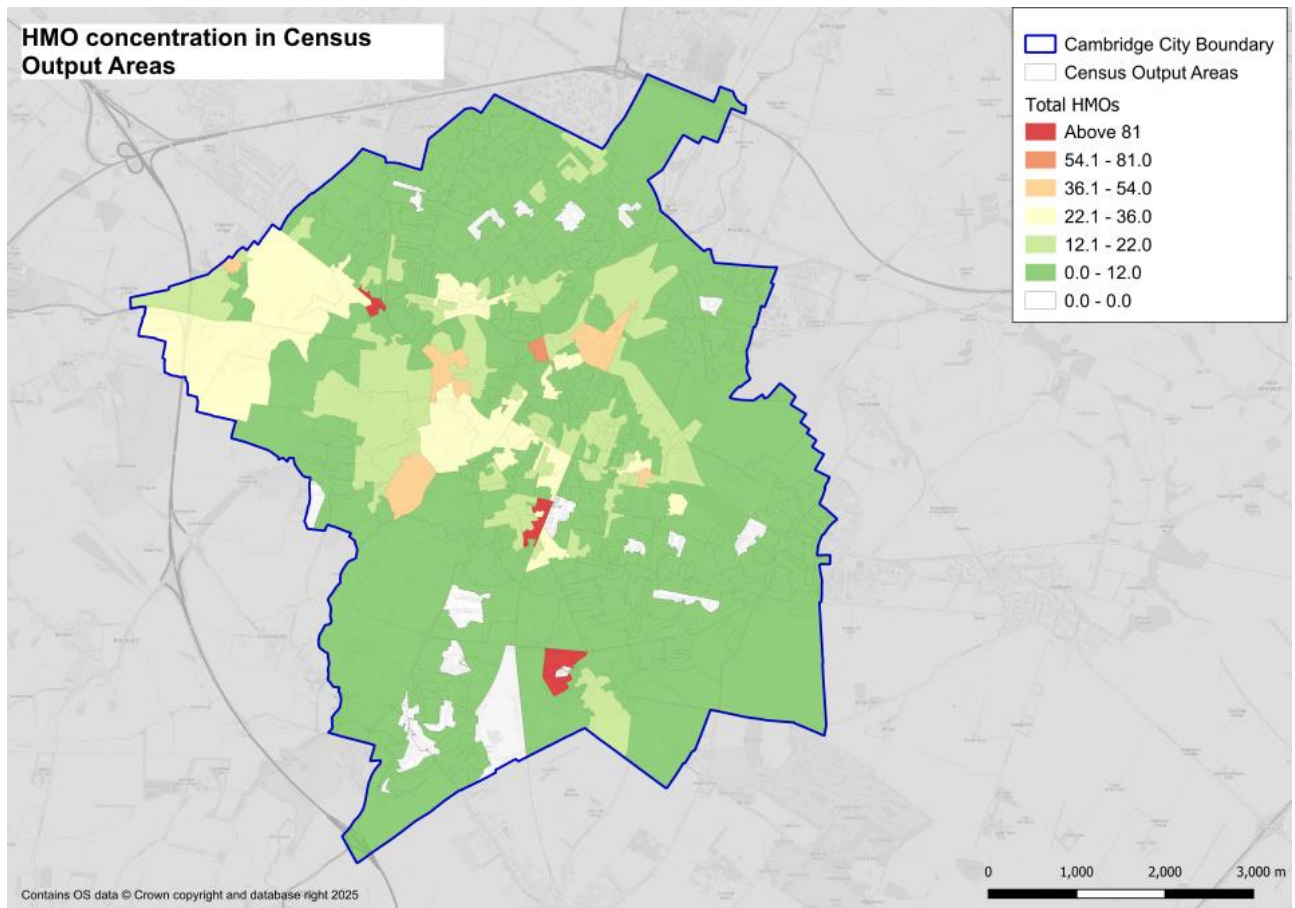 HMO concentration in Census
Output Areas
Cambridge City Boundary
Census Output Areas
Total HMOs
Above 81
54.1 - 81.0
36.1 - 54.0
22.1 - 36.0
12.1 - 22.0
0.0 - 12.0
0.0 - 0.0
0 1,000 2,000 3,000 m
Contains OS data © Crown copyright and database right 2025